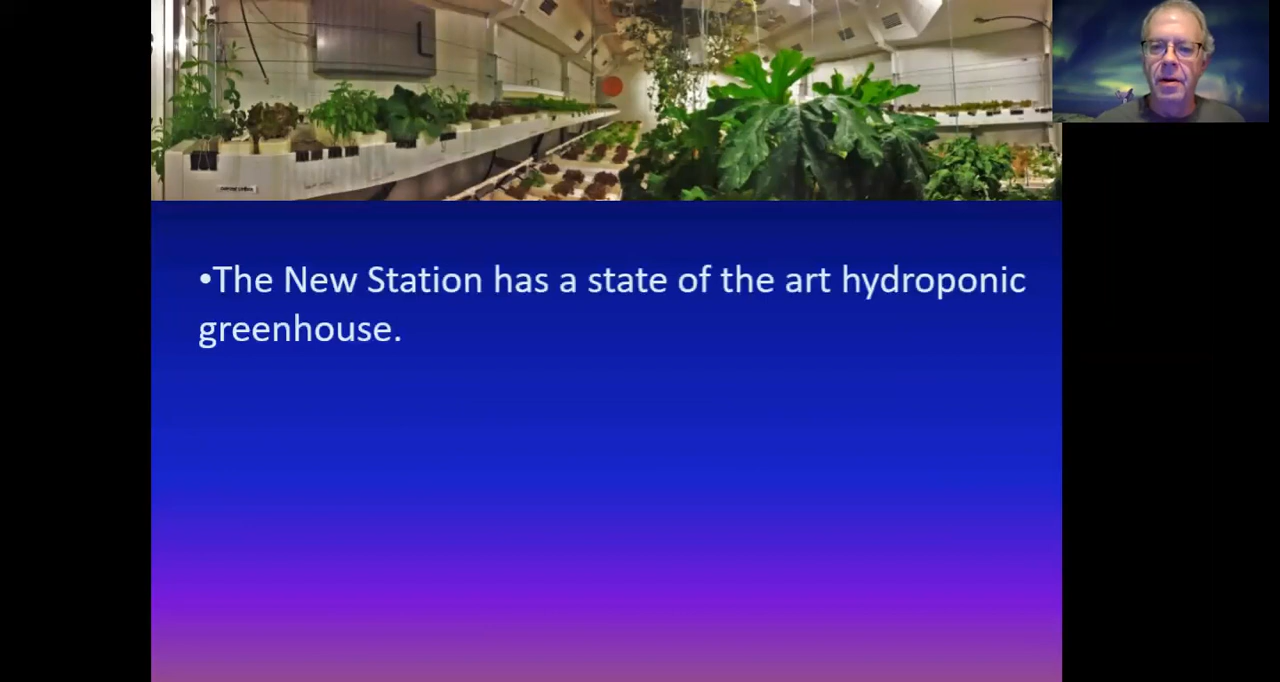 •The New Station has a state of the art hydroponic
greenhouse.